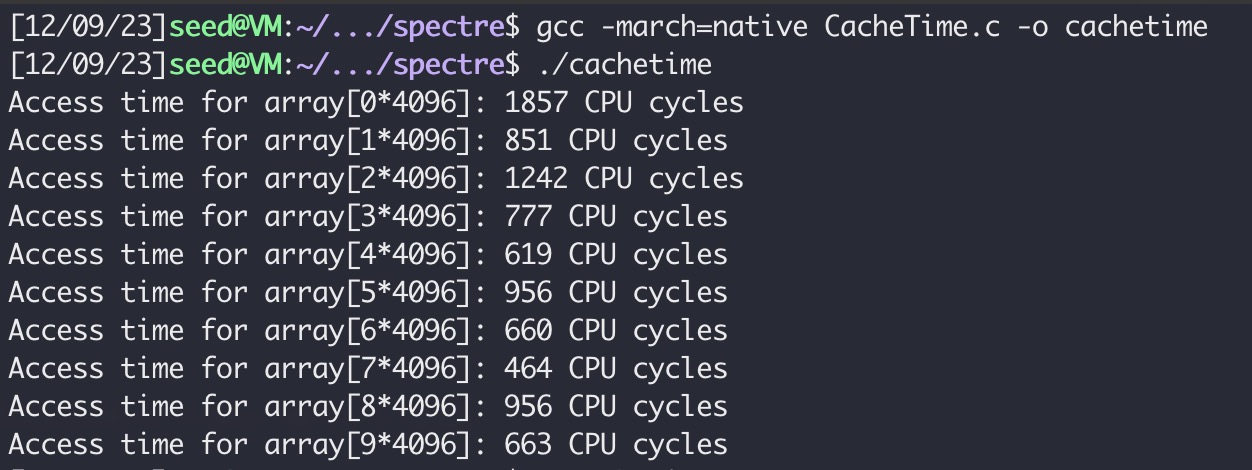 [12/09/23]seed@VM:~/.../spectre$ gcc -march=native CacheTime.c -o cachetime
[12/09/23]seed@VM:~/.../spectre$ ./cachetime
Access time for array[0*4096]: 1857 CPU cycles
Access time for array[1*4096]: 851 CPU cycles
Access time for array[2*4096]: 1242 CPU cycles
Access time for array[3*4096]: 777 CPU cycles
Access time for array[4*4096]: 619 CPU cycles
Access time for array[5*4096]: 956 CPU cycles
Access time for array[6*4096]: 660 CPU cycles
Access time for array[7*4096]: 464 CPU cycles
Access time for array[8*4096]: 956 CPU cycles
Access time for array[9*4096]: 663 CPU cycles